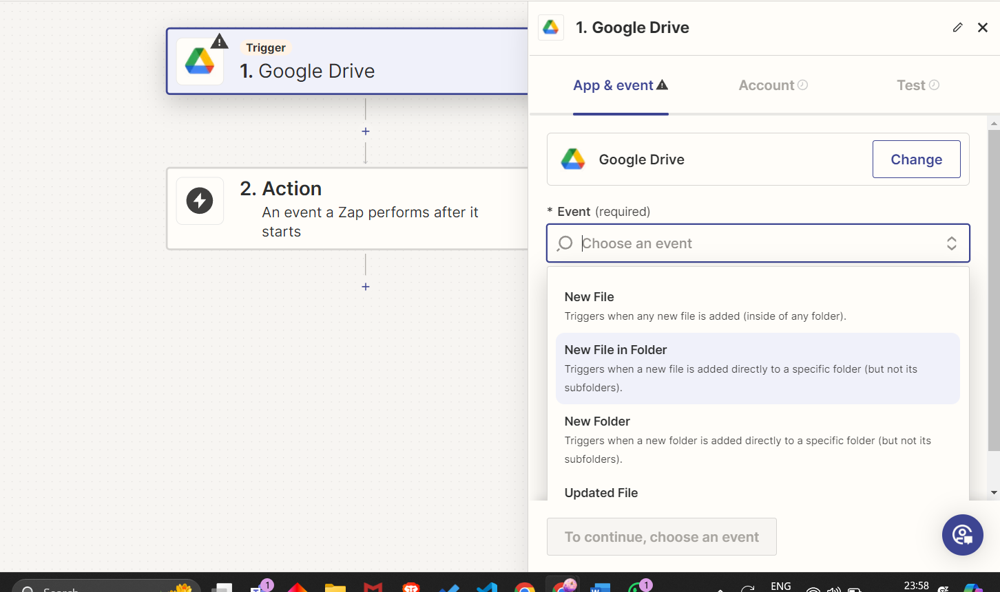 Trigger
1. Google Drive
+
2. Action
An event a Zap performs after it
starts
+
1. Google Drive
App & event
Account
Test
Google Drive
Change
* Event (required)
Choose an event
New File
Triggers when any new file is added (inside of any folder).
New File in Folder
Triggers when a new file is added directly to a specific folder (but not its
subfolders).
New Folder
Triggers when a new folder is added directly to a specific folder (but not its
subfolders).
Updated File
To continue, choose an event
Search
1
1
ENG
23:58